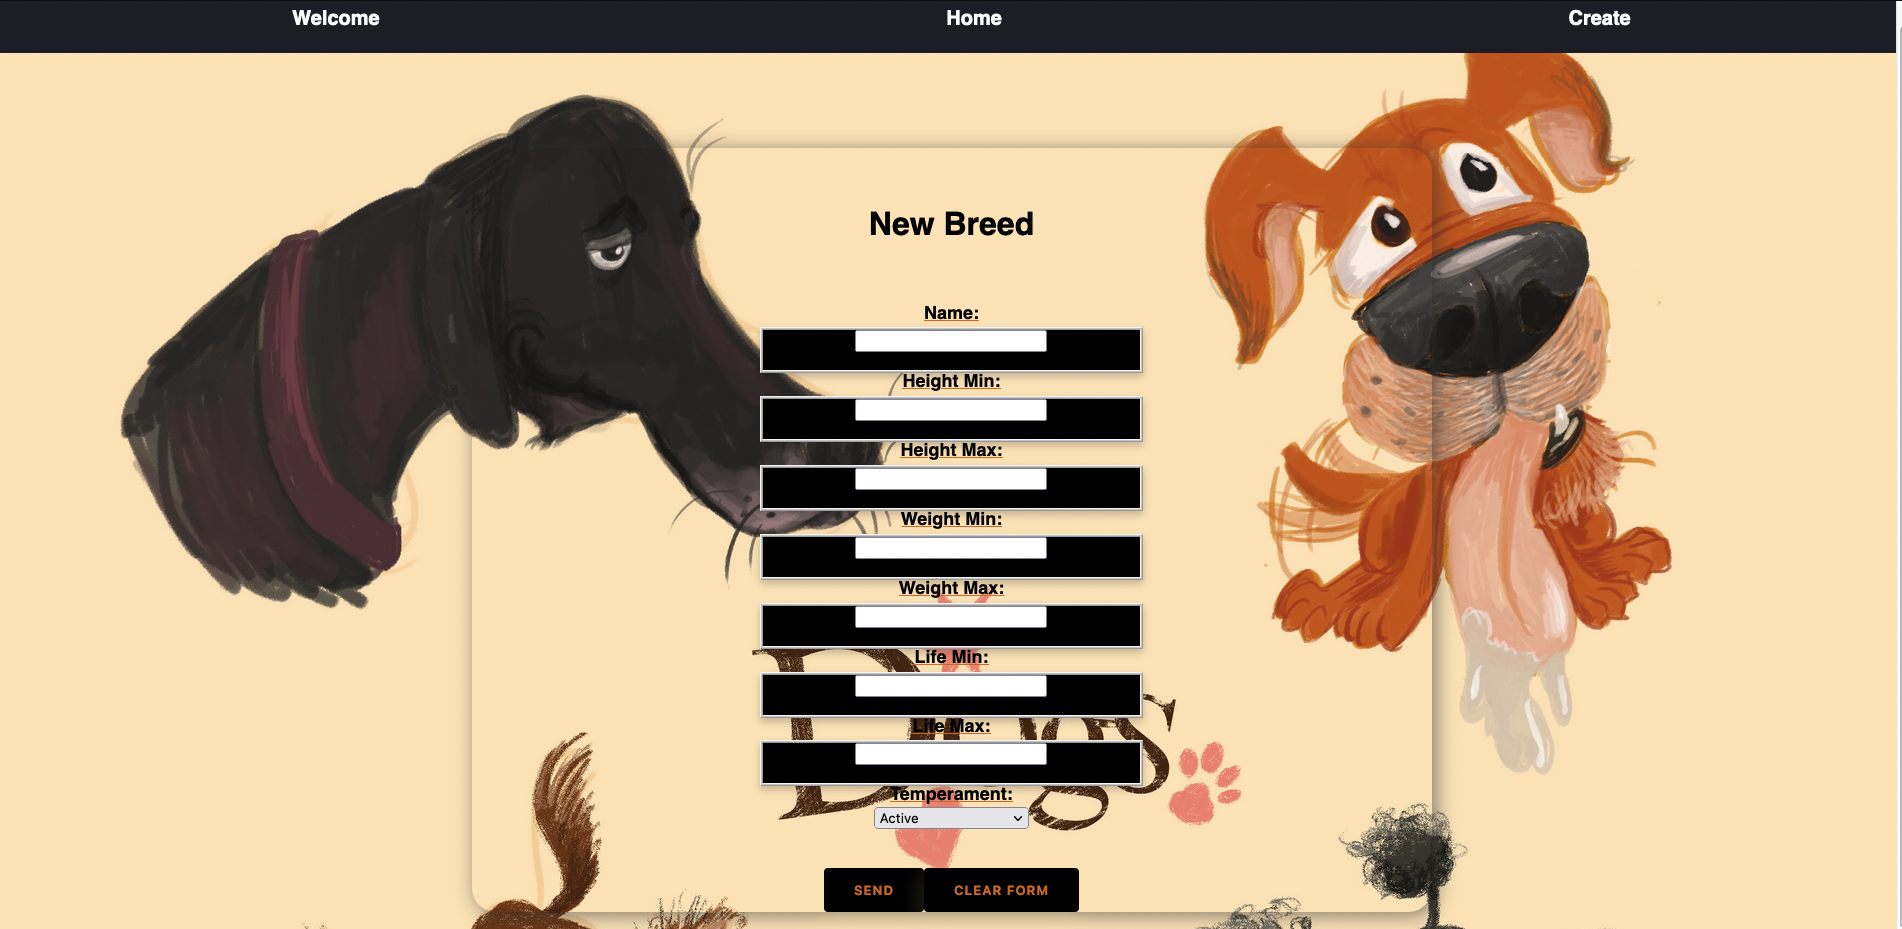 Welcome Home Create
New Breed
Name:
Height Min:
Height Max:
Weight Min:
Weight Max:
Life Min:
Life Max:
Dogs
Temperament:
Active
SEND CLEAR FORM